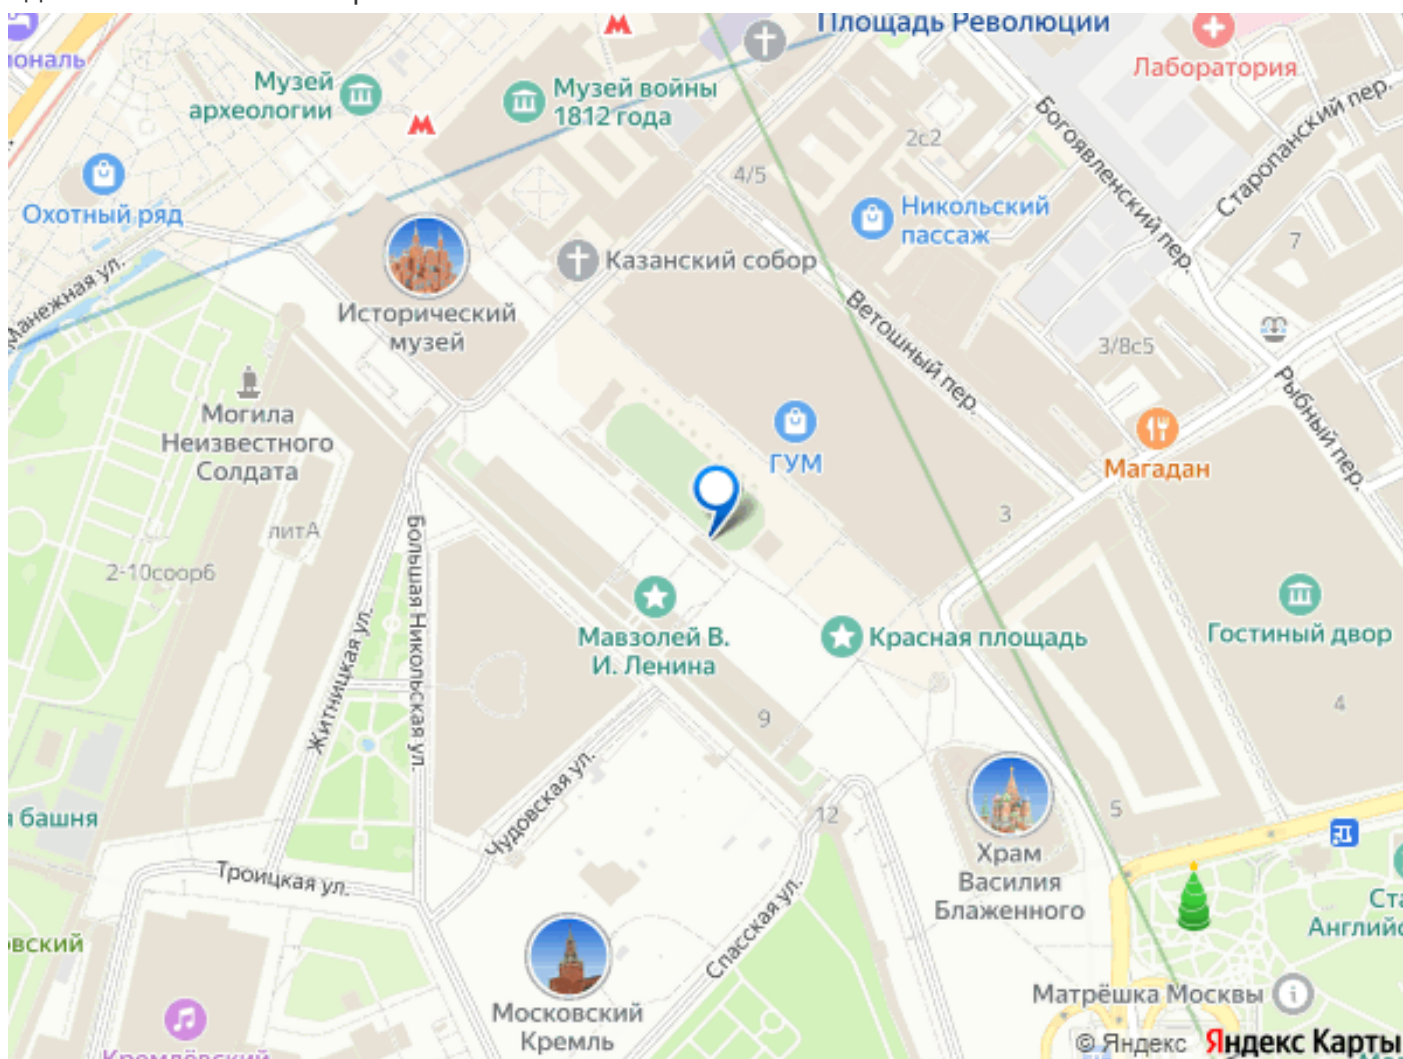 Площадь Революции
Лаборатория
Музей
археологии
Музей войны
1812 года
2с2
Богоявленский пер.
Старопанский пер.
4/5
Охотный ряд
Никольский
пассаж
7
Казанский собор
Манежная ул.
Исторический
музей
Ветошный пер.
3/8с5
Рыбный пер.
Могила
Неизвестного
Солдата
ГУМ
Магадан
3
литА
2-10соор6
Большая Никольская ул.
Житницкая ул.
Мавзолей В.
И. Ленина
Красная площадь
Гостиный двор
4
9
Чудовская ул.
12
5
башня
Храм
Василия
Блаженного
Троицкая ул.
Спасская ул.
Московский
Кремль
Матрёшка Москвы
© Яндекс Яндекс Карты